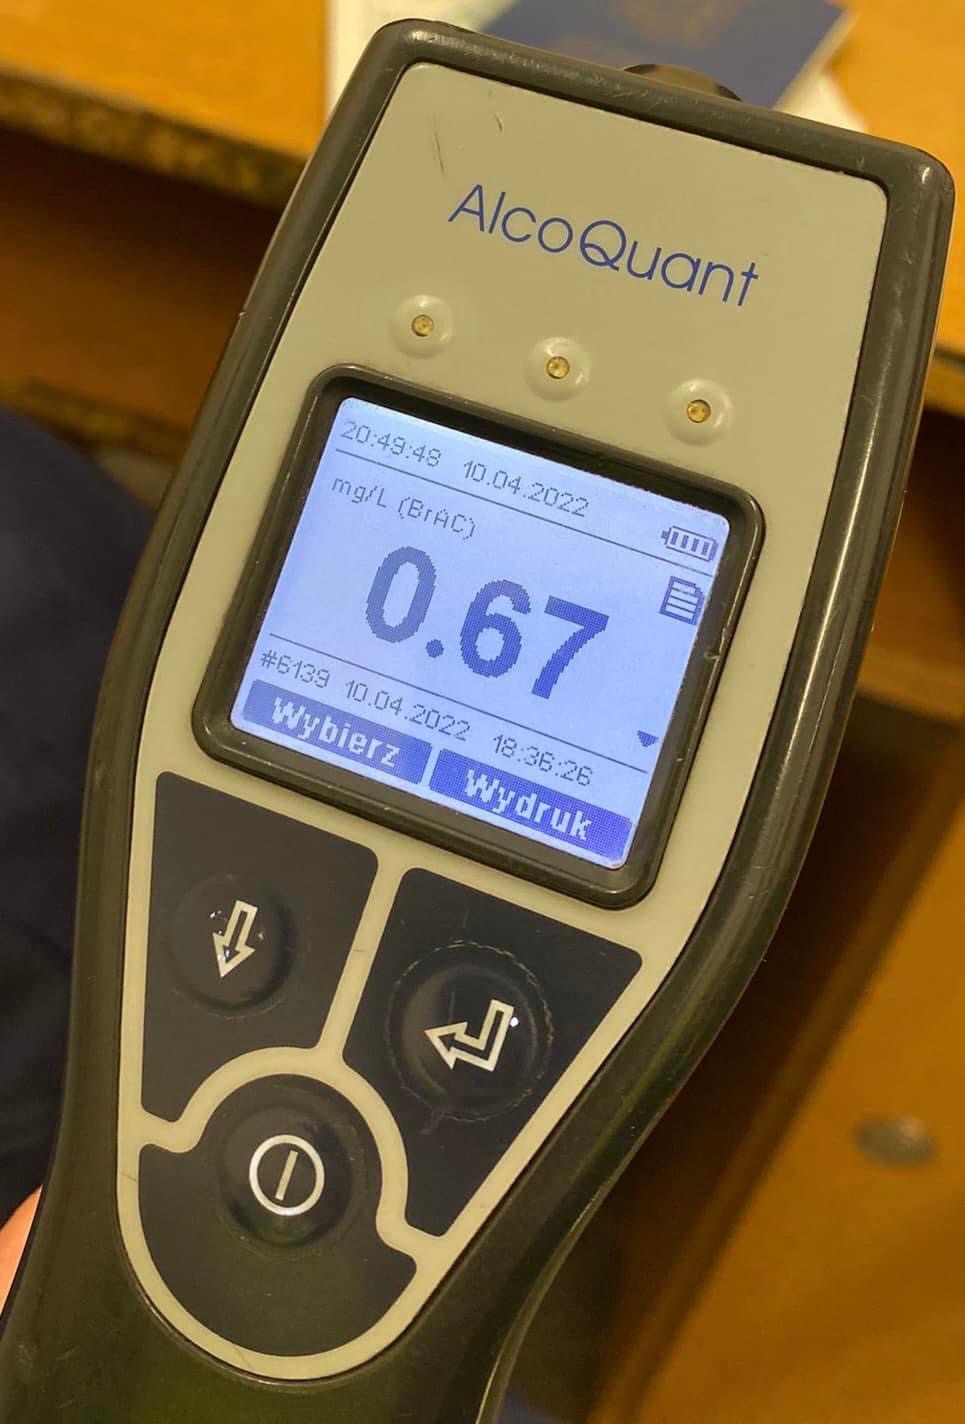 AlcoQuant
20:49:48 10.04.2022
mg/L (BrAC)
0.67
#6139 10.04.2022 18:36:26
Wybierz Wydruk